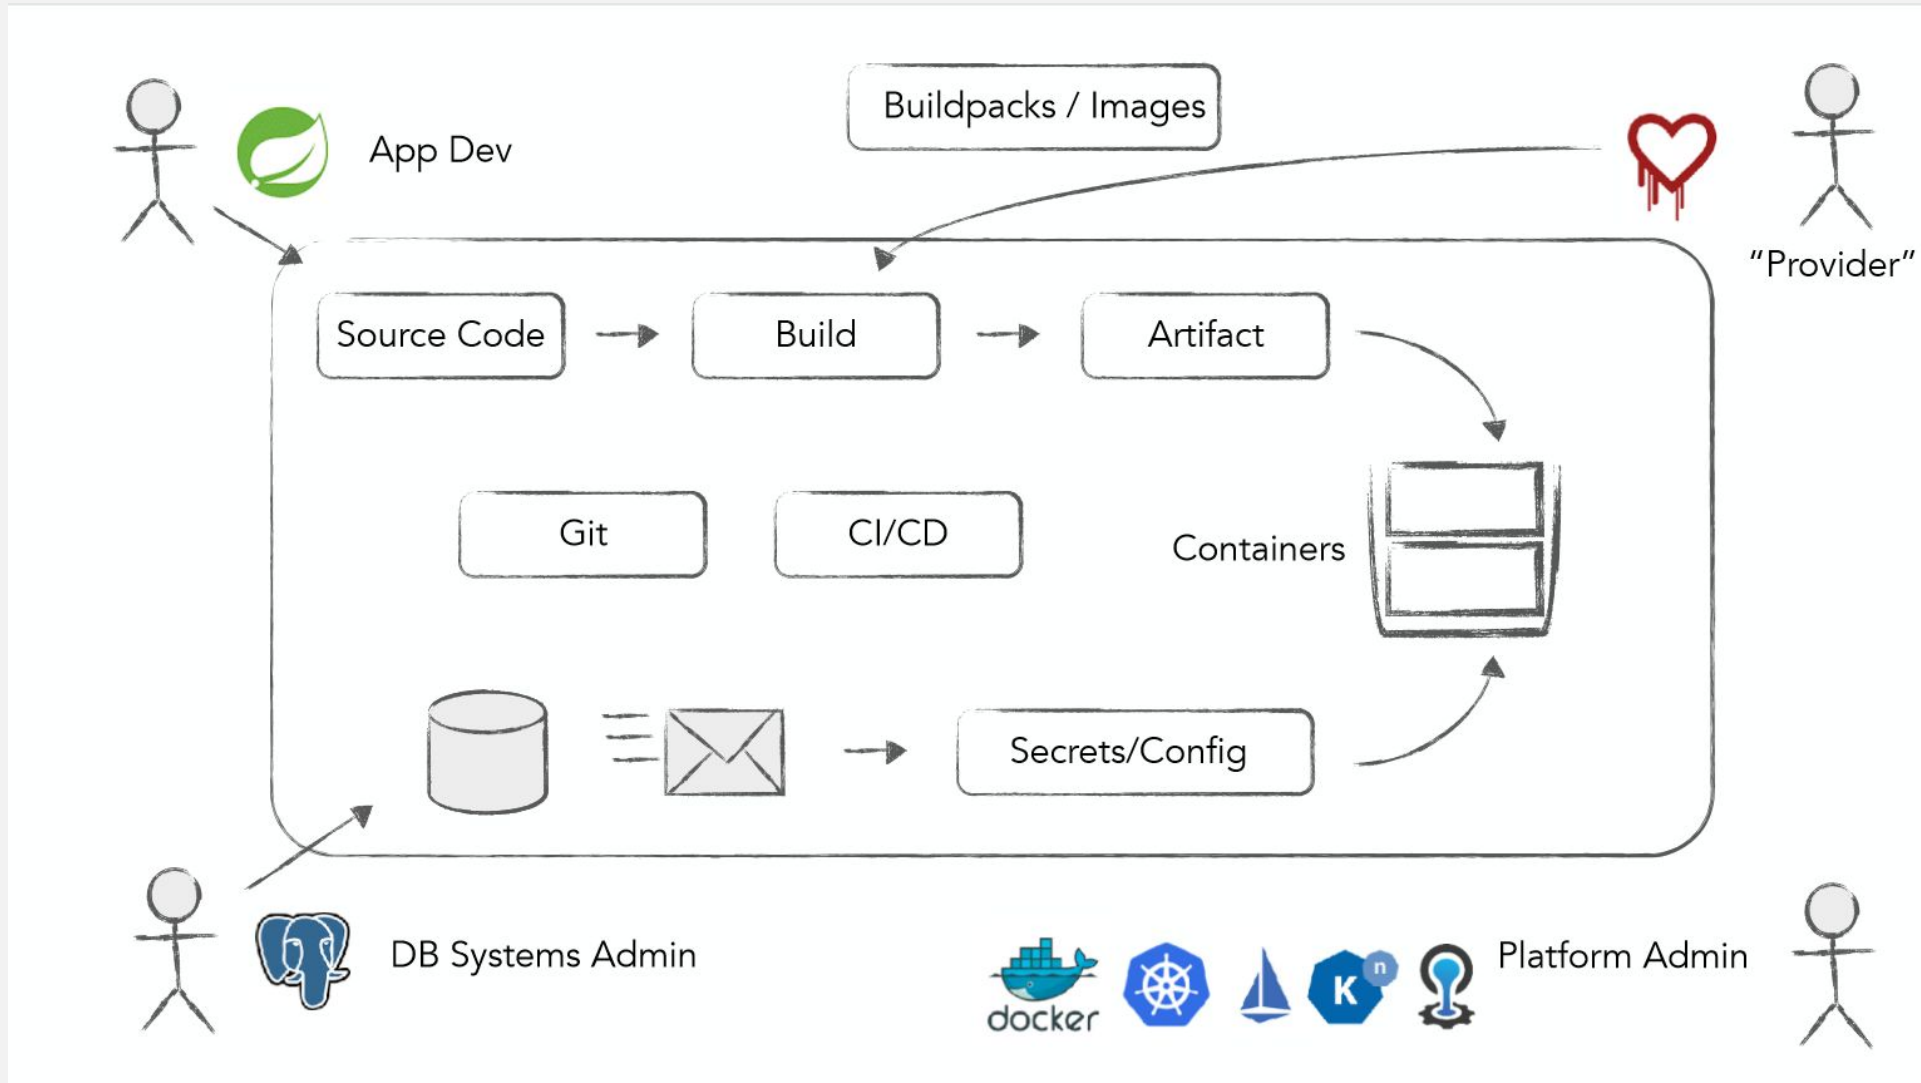 Buildpacks / Images
App Dev
"Provider"
Source Code
Build
Artifact
Git
CI/CD
Containers
Secrets/Config
DB Systems Admin
docker
K
n
Platform Admin